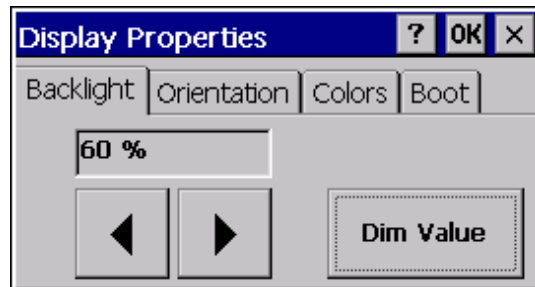 Display Properties ? OK ×
Backlight Orientation Colors Boot
60 %
Dim Value